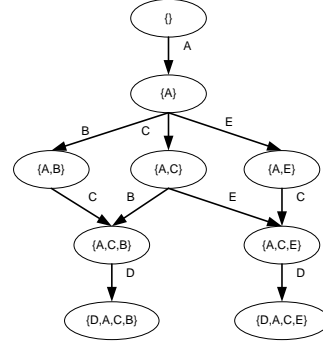 {}
A
{A}
B C E
{A,B} {A,C} {A,E}
C B E C
{A,C,B} {A,C,E}
D D
{D,A,C,B} {D,A,C,E}